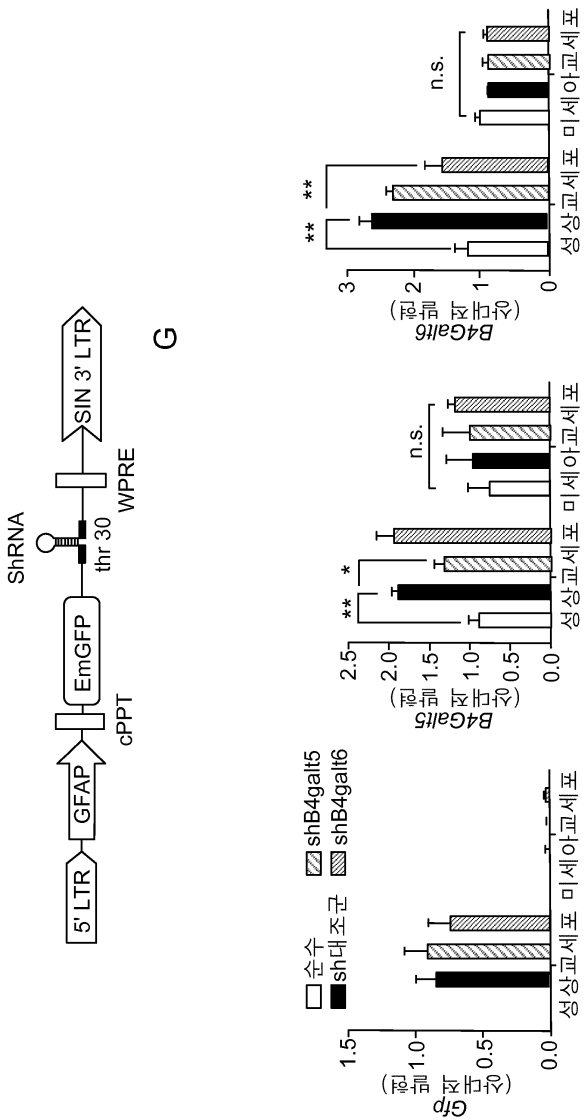 5' LTR
GFAP
cPPT
EmGFP
ShRNA
thr 30
WPRE
SIN 3' LTR
G
순수
sh대조군
shB4galt5
shB4galt6
Gfp
(상대적 발현)
1.5
1.0
0.5
0.0
성상교세포
미세아교세포
B4Galt5
(상대적 발현)
2.5
2.0
1.5
1.0
0.5
0.0
**
*
n.s.
성상교세포
미세아교세포
B4Galt6
(상대적 발현)
3
2
1
0
**
**
n.s.
성상교세포
미세아교세포